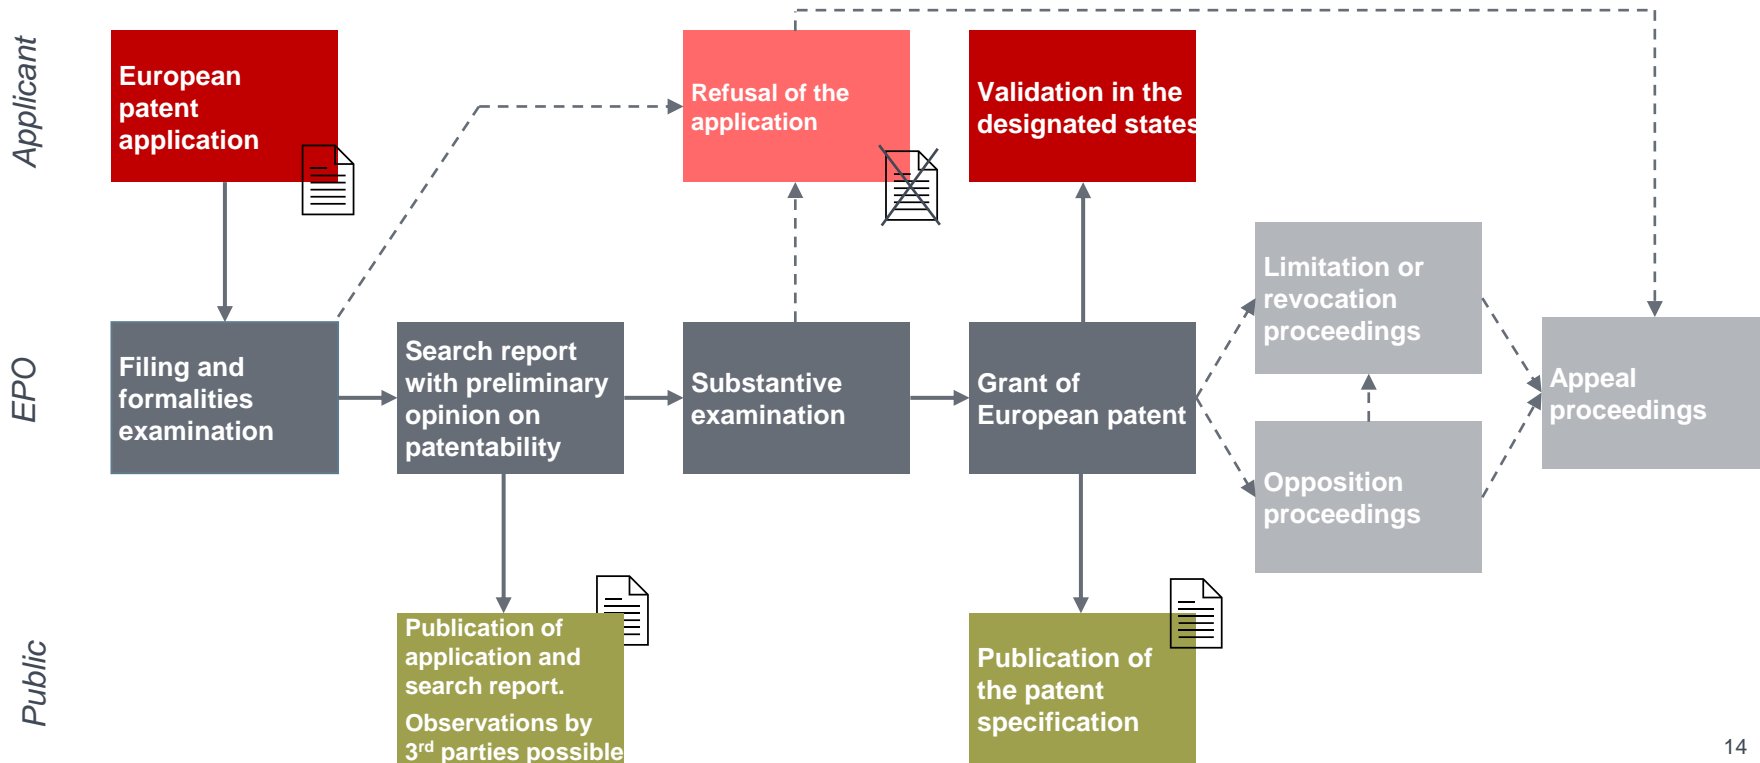 Applicant
European
patent
application
Refusal of the
application
Validation in the
designated states
EPO
Filing and
formalities
examination
Search report
with preliminary
opinion on
patentability
Substantive
examination
Grant of
European patent
Limitation or
revocation
proceedings
Opposition
proceedings
Appeal
proceedings
Public
Publication of
application and
search report.
Observations by
3rd parties possible
Publication of
the patent
specification
14